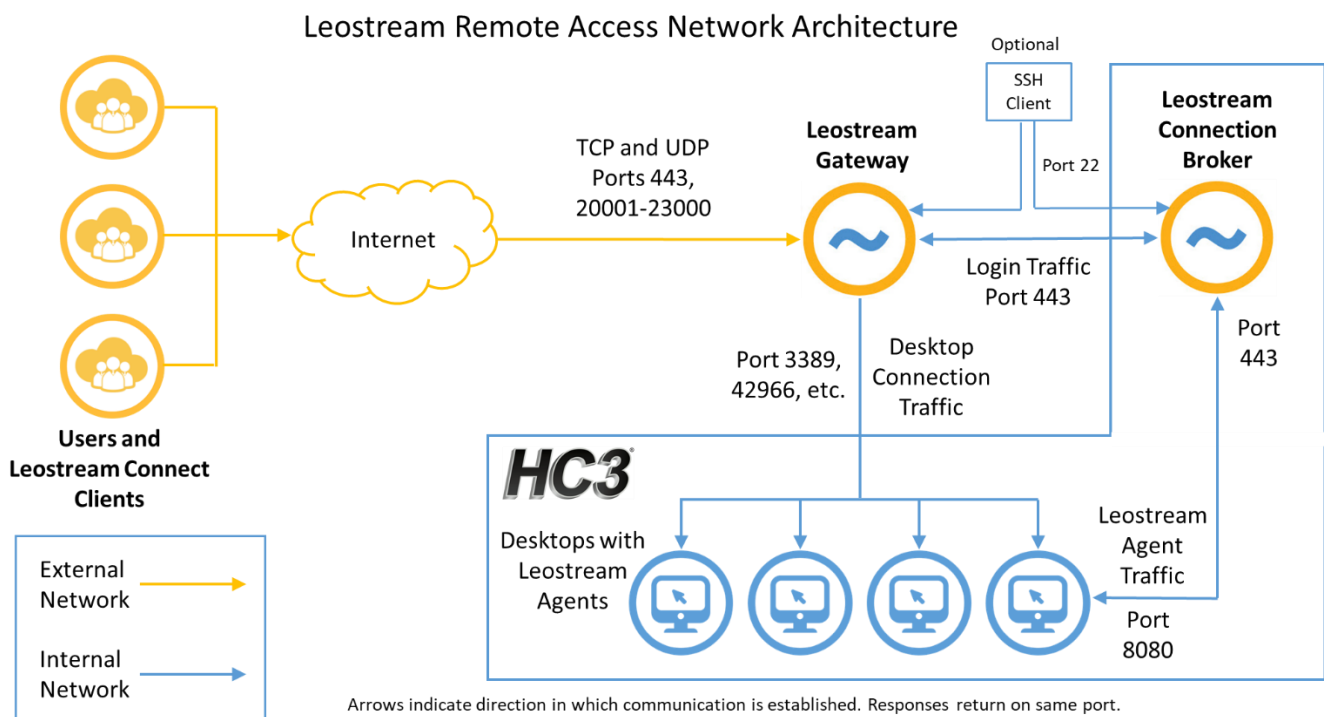 Leostream Remote Access Network Architecture
Optional
SSH
Client
Leostream
Connection
Broker
Leostream
Gateway
TCP and UDP
Ports 443,
20001-23000
Port 22
Internet
Login Traffic
Port 443
Port
443
Port 3389,
42966, etc.
Desktop
Connection
Traffic
Users and
Leostream Connect
Clients
HC3
Desktops with
Leostream
Agents
Leostream
Agent
Traffic
Port
8080
External
Network
Internal
Network
Arrows indicate direction in which communication is established. Responses return on same port.